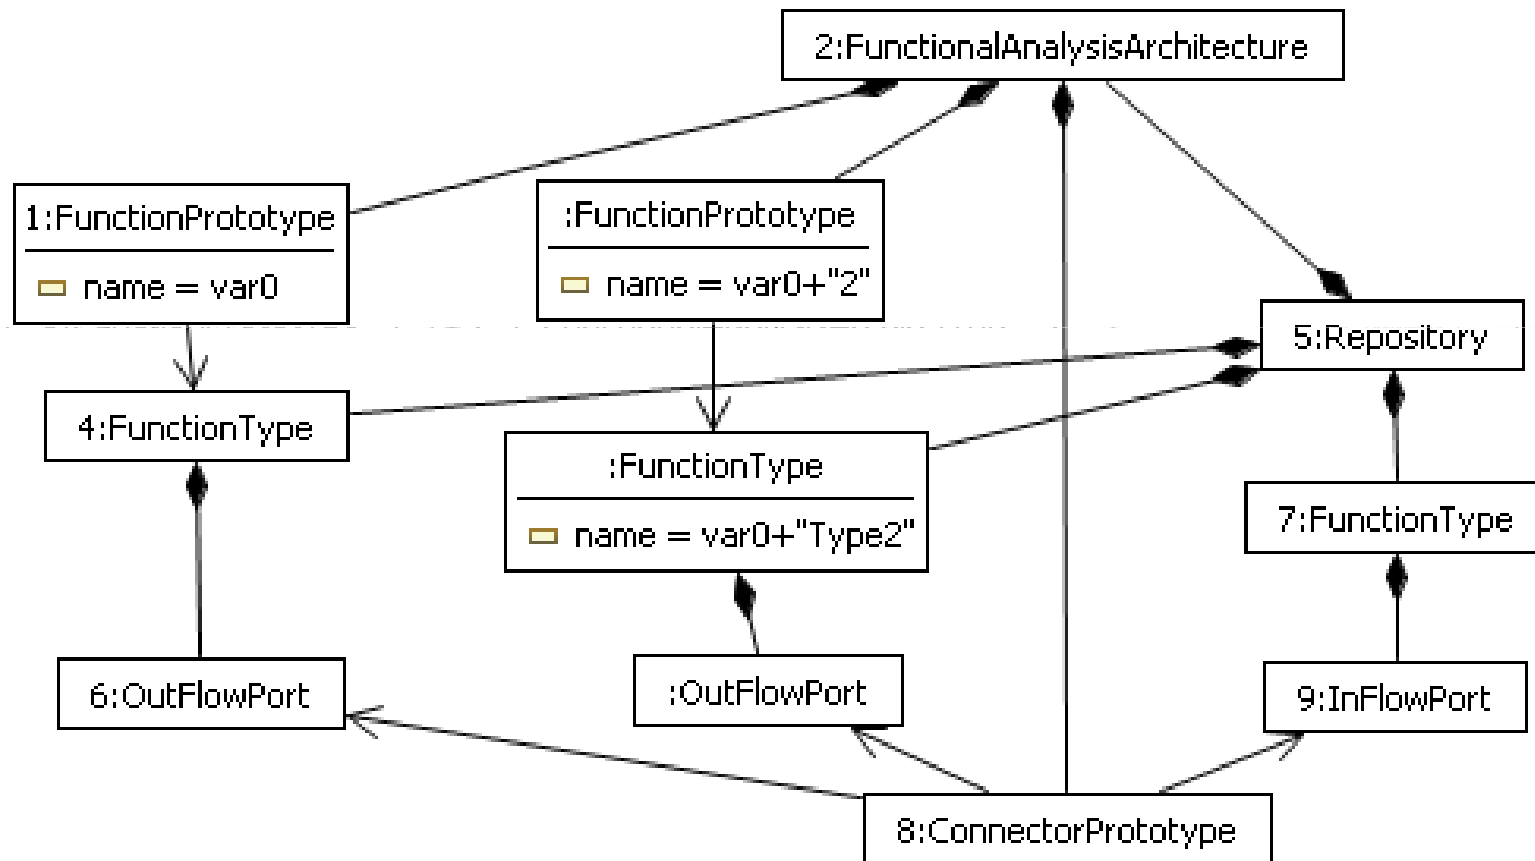 2:FunctionalAnalysisArchitecture
1:FunctionPrototype
name = var0
:FunctionPrototype
name = var0+"2"
5:Repository
4:FunctionType
:FunctionType
name = var0+"Type2"
7:FunctionType
6:OutFlowPort
:OutFlowPort
9:InFlowPort
8:ConnectorPrototype